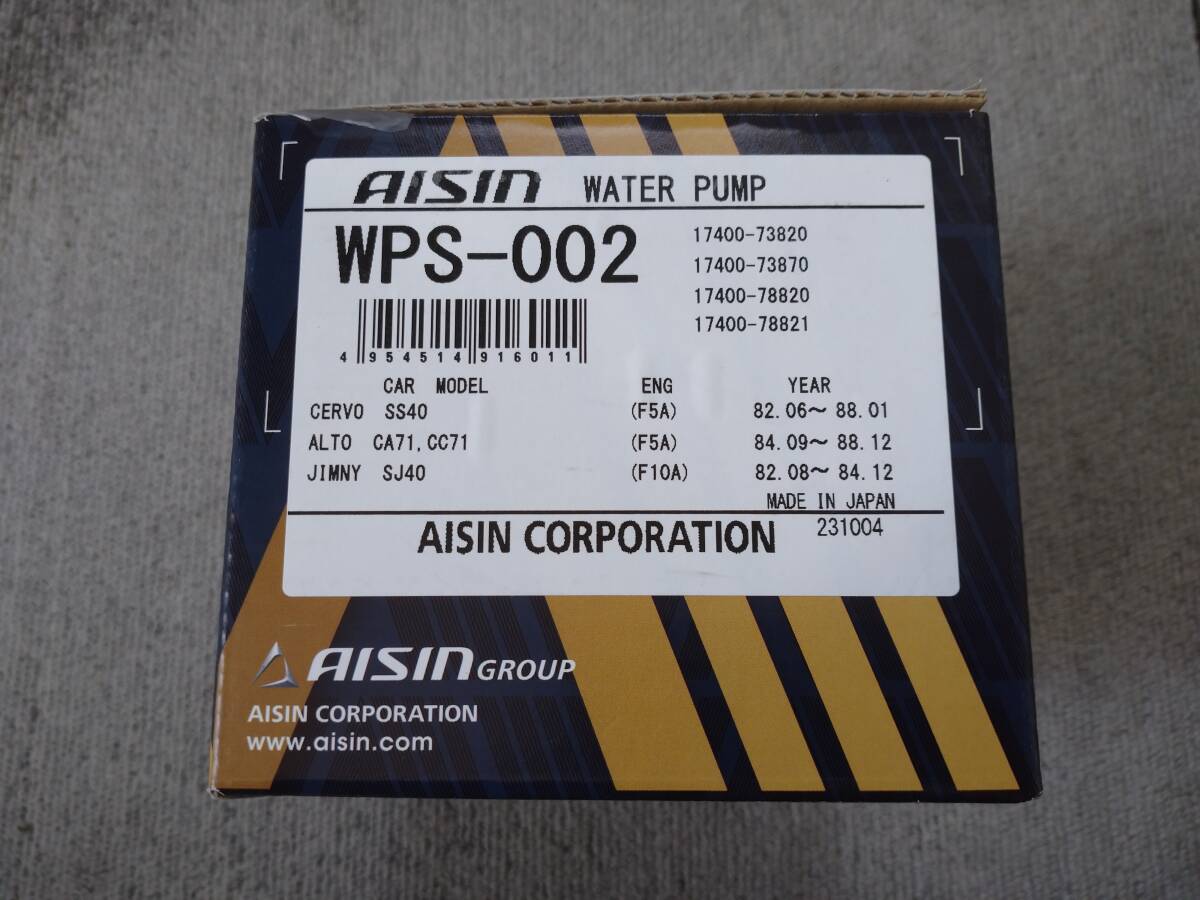 AISIN WATER PUMP
WPS-002
17400-73820
17400-73870
17400-78820
17400-78821
4 954514 916011
CAR MODEL ENG YEAR
CERVO SS40 (F5A) 82.06～ 88.01
ALTO CA71,CC71 (F5A) 84.09～ 88.12
JIMNY SJ40 (F10A) 82.08～ 84.12
MADE IN JAPAN
AISIN CORPORATION 231004
AISIN GROUP
AISIN CORPORATION
www.aisin.com